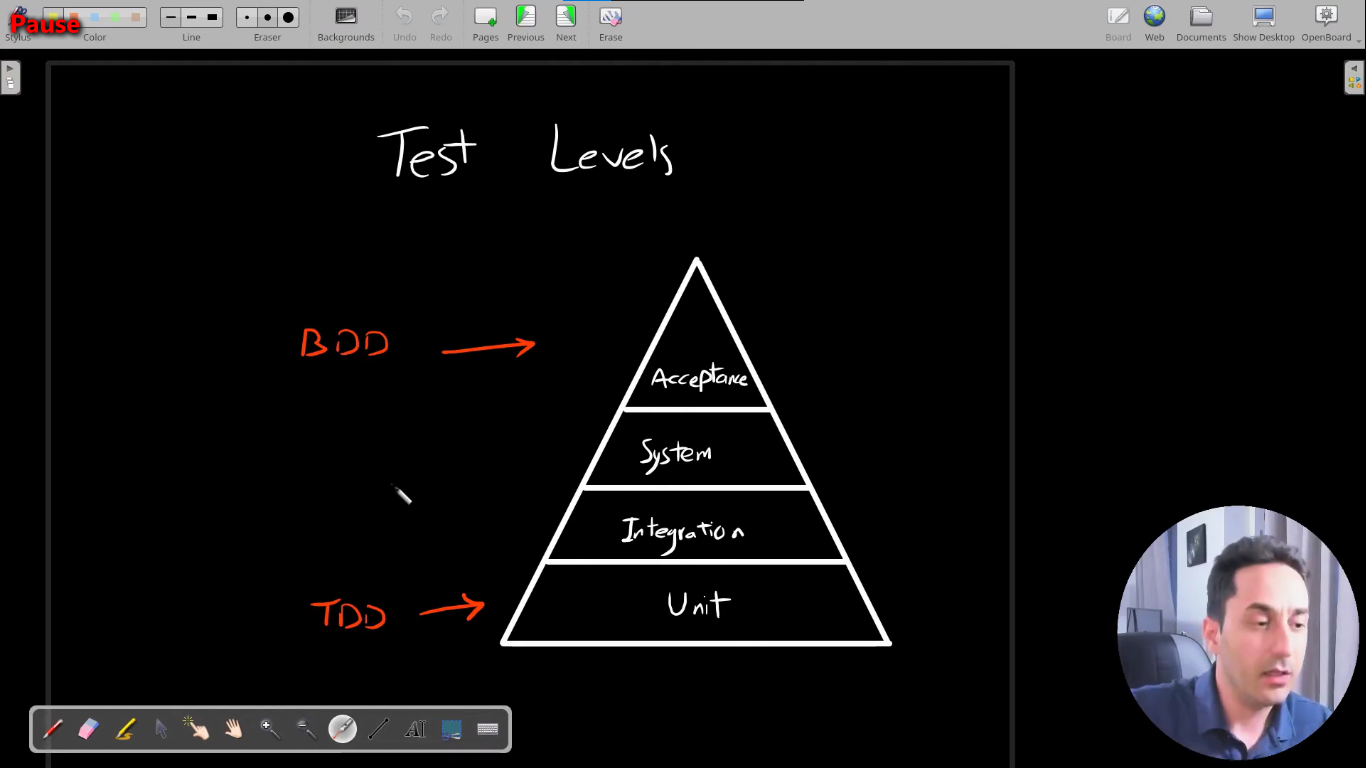 Pause
Stylus Color Line Eraser Backgrounds Undo Redo Pages Previous Next Erase Board Web Documents Show Desktop OpenBoard
Test Levels
BDD
Acceptance
System
Integration
TDD
Unit
AI